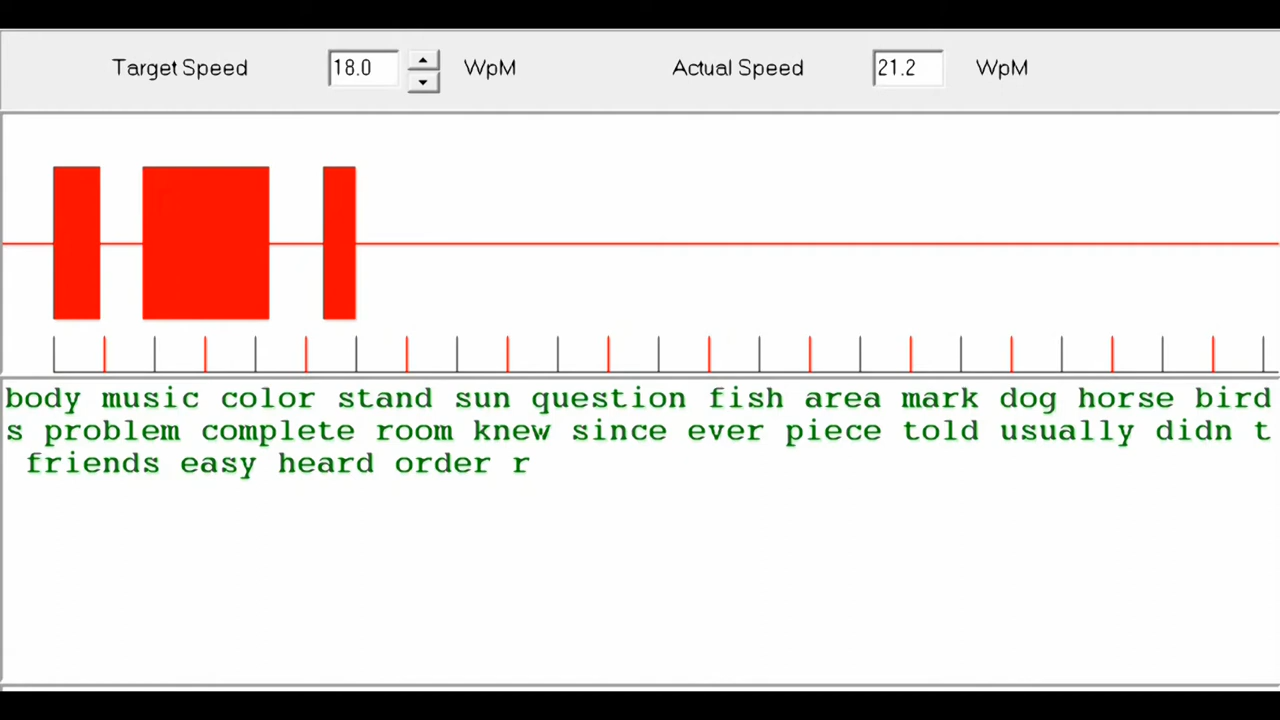 Target Speed 18.0 WpM Actual Speed 21.2 WpM
body music color stand sun question fish area mark dog horse bird
s problem complete room knew since ever piece told usually didn t
friends easy heard order r